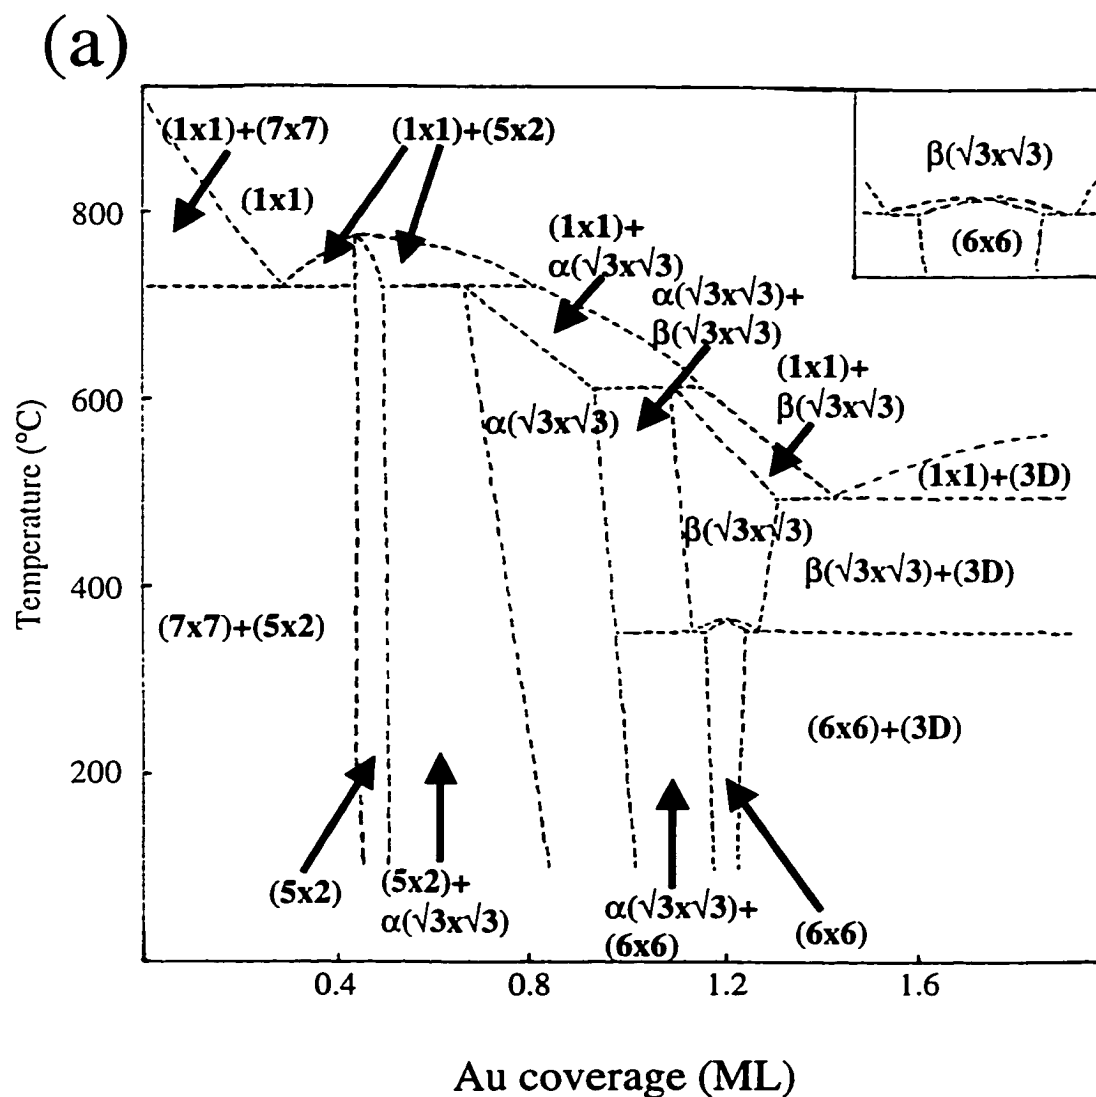 (a)
(1x1)+(7x7)
(1x1)+(5x2)
β(√3x√3)
(6x6)
(1x1)
(1x1)+
α(√3x√3)
α(√3x√3)+
β(√3x√3)
(1x1)+
β(√3x√3)
α(√3x√3)
(1x1)+(3D)
β(√3x√3)
β(√3x√3)+(3D)
(7x7)+(5x2)
(6x6)+(3D)
(5x2)
(5x2)+
α(√3x√3)
α(√3x√3)+
(6x6)
(6x6)
800
600
400
200
Temperature (°C)
0.4
0.8
1.2
1.6
Au coverage (ML)